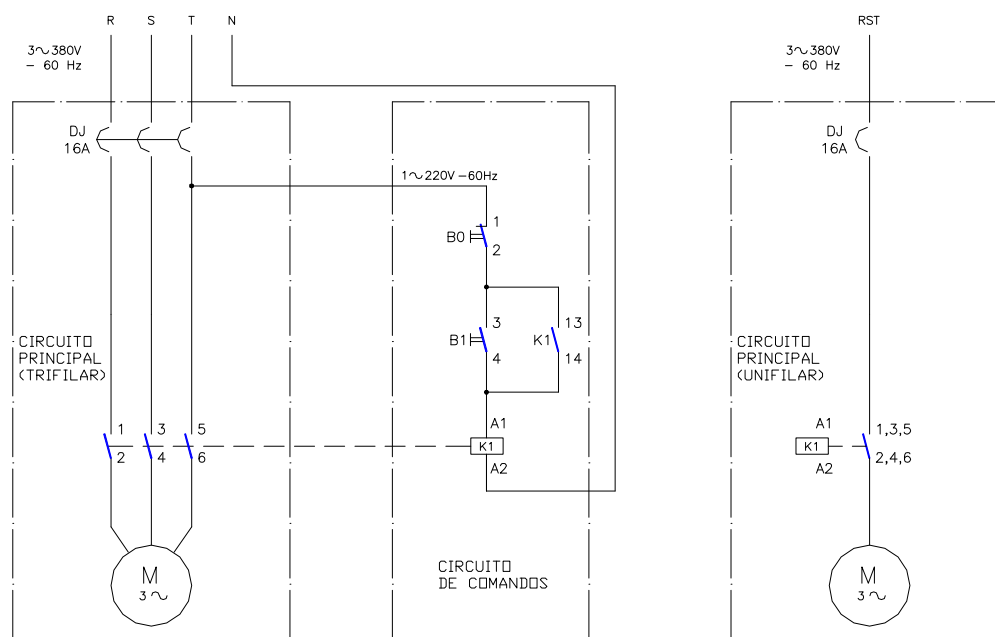 R S T N
3~380V
- 60 Hz
DJ
16A
1~220V-60Hz
1
B0
2
3
B1
4
13
K1
14
CIRCUITO
PRINCIPAL
(TRIFILAR)
1 3 5
2 4 6
A1
K1
A2
M
3~
CIRCUITO
DE COMANDOS
RST
3~380V
- 60 Hz
DJ
16A
CIRCUITO
PRINCIPAL
(UNIFILAR)
A1
K1
A2
1,3,5
2,4,6
M
3~